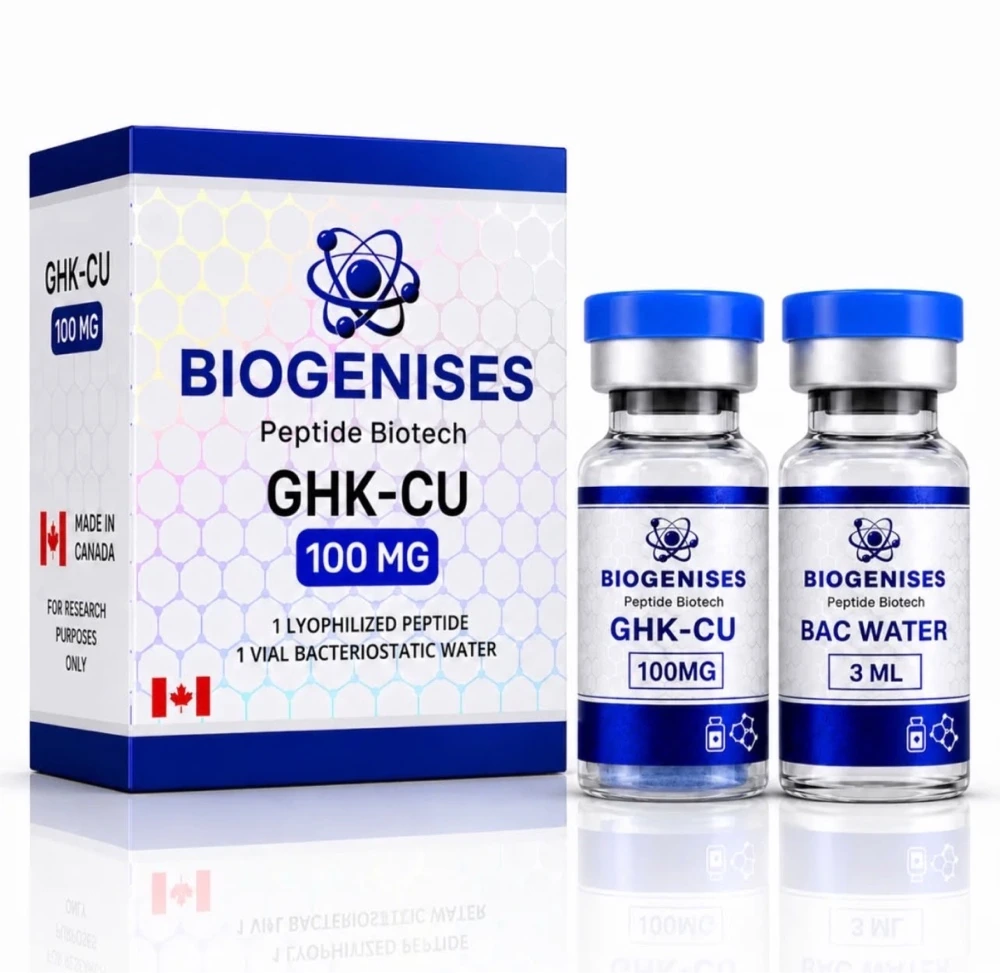 GHK-CU
100 MG
MADE IN
CANADA
FOR RESEARCH
PURPOSES
ONLY
BIOGENISES
Peptide Biotech
GHK-CU
100 MG
1 LYOPHILIZED PEPTIDE
1 VIAL BACTERIOSTATIC WATER
BIOGENISES
Peptide Biotech
GHK-CU
100MG
BIOGENISES
Peptide Biotech
BAC WATER
3 ML